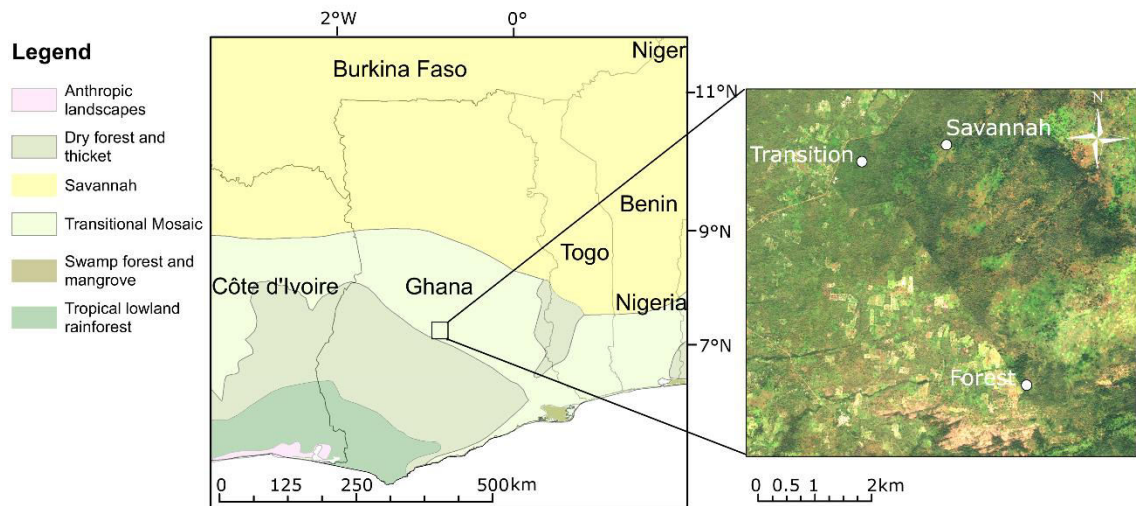 2°W 0°
Legend
Anthropic
landscapes
Dry forest and
thicket
Savannah
Transitional Mosaic
Swamp forest and
mangrove
Tropical lowland
rainforest
Niger
Burkina Faso
11°N
Benin
9°N
Togo
Côte d'Ivoire Ghana
Nigeria
7°N
0 125 250 500km
N
Savannah
Transition
Forest
0 0.5 1 2km